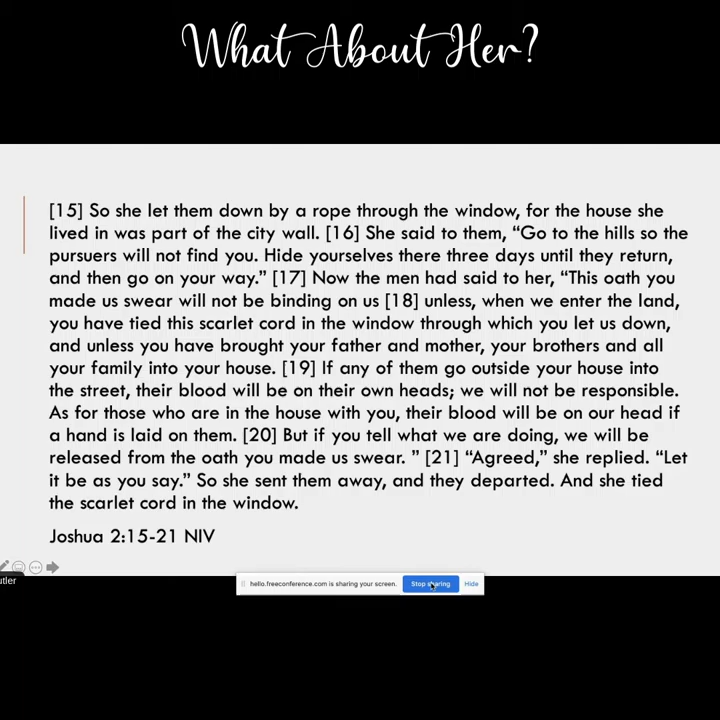 What About Her?
[15] So she let them down by a rope through the window, for the house she
lived in was part of the city wall. [16] She said to them, “Go to the hills so the
pursuers will not find you. Hide yourselves there three days until they return,
and then go on your way.” [17] Now the men had said to her, “This oath you
made us swear will not be binding on us [18] unless, when we enter the land,
you have tied this scarlet cord in the window through which you let us down,
and unless you have brought your father and mother, your brothers and all
your family into your house. [19] If any of them go outside your house into
the street, their blood will be on their own heads; we will not be responsible.
As for those who are in the house with you, their blood will be on our head if
a hand is laid on them. [20] But if you tell what we are doing, we will be
released from the oath you made us swear. ” [21] “Agreed,” she replied. “Let
it be as you say.” So she sent them away, and they departed. And she tied
the scarlet cord in the window.
Joshua 2:15-21 NIV
utler
hello.freeconference.com is sharing your screen. Stop sharing Hide